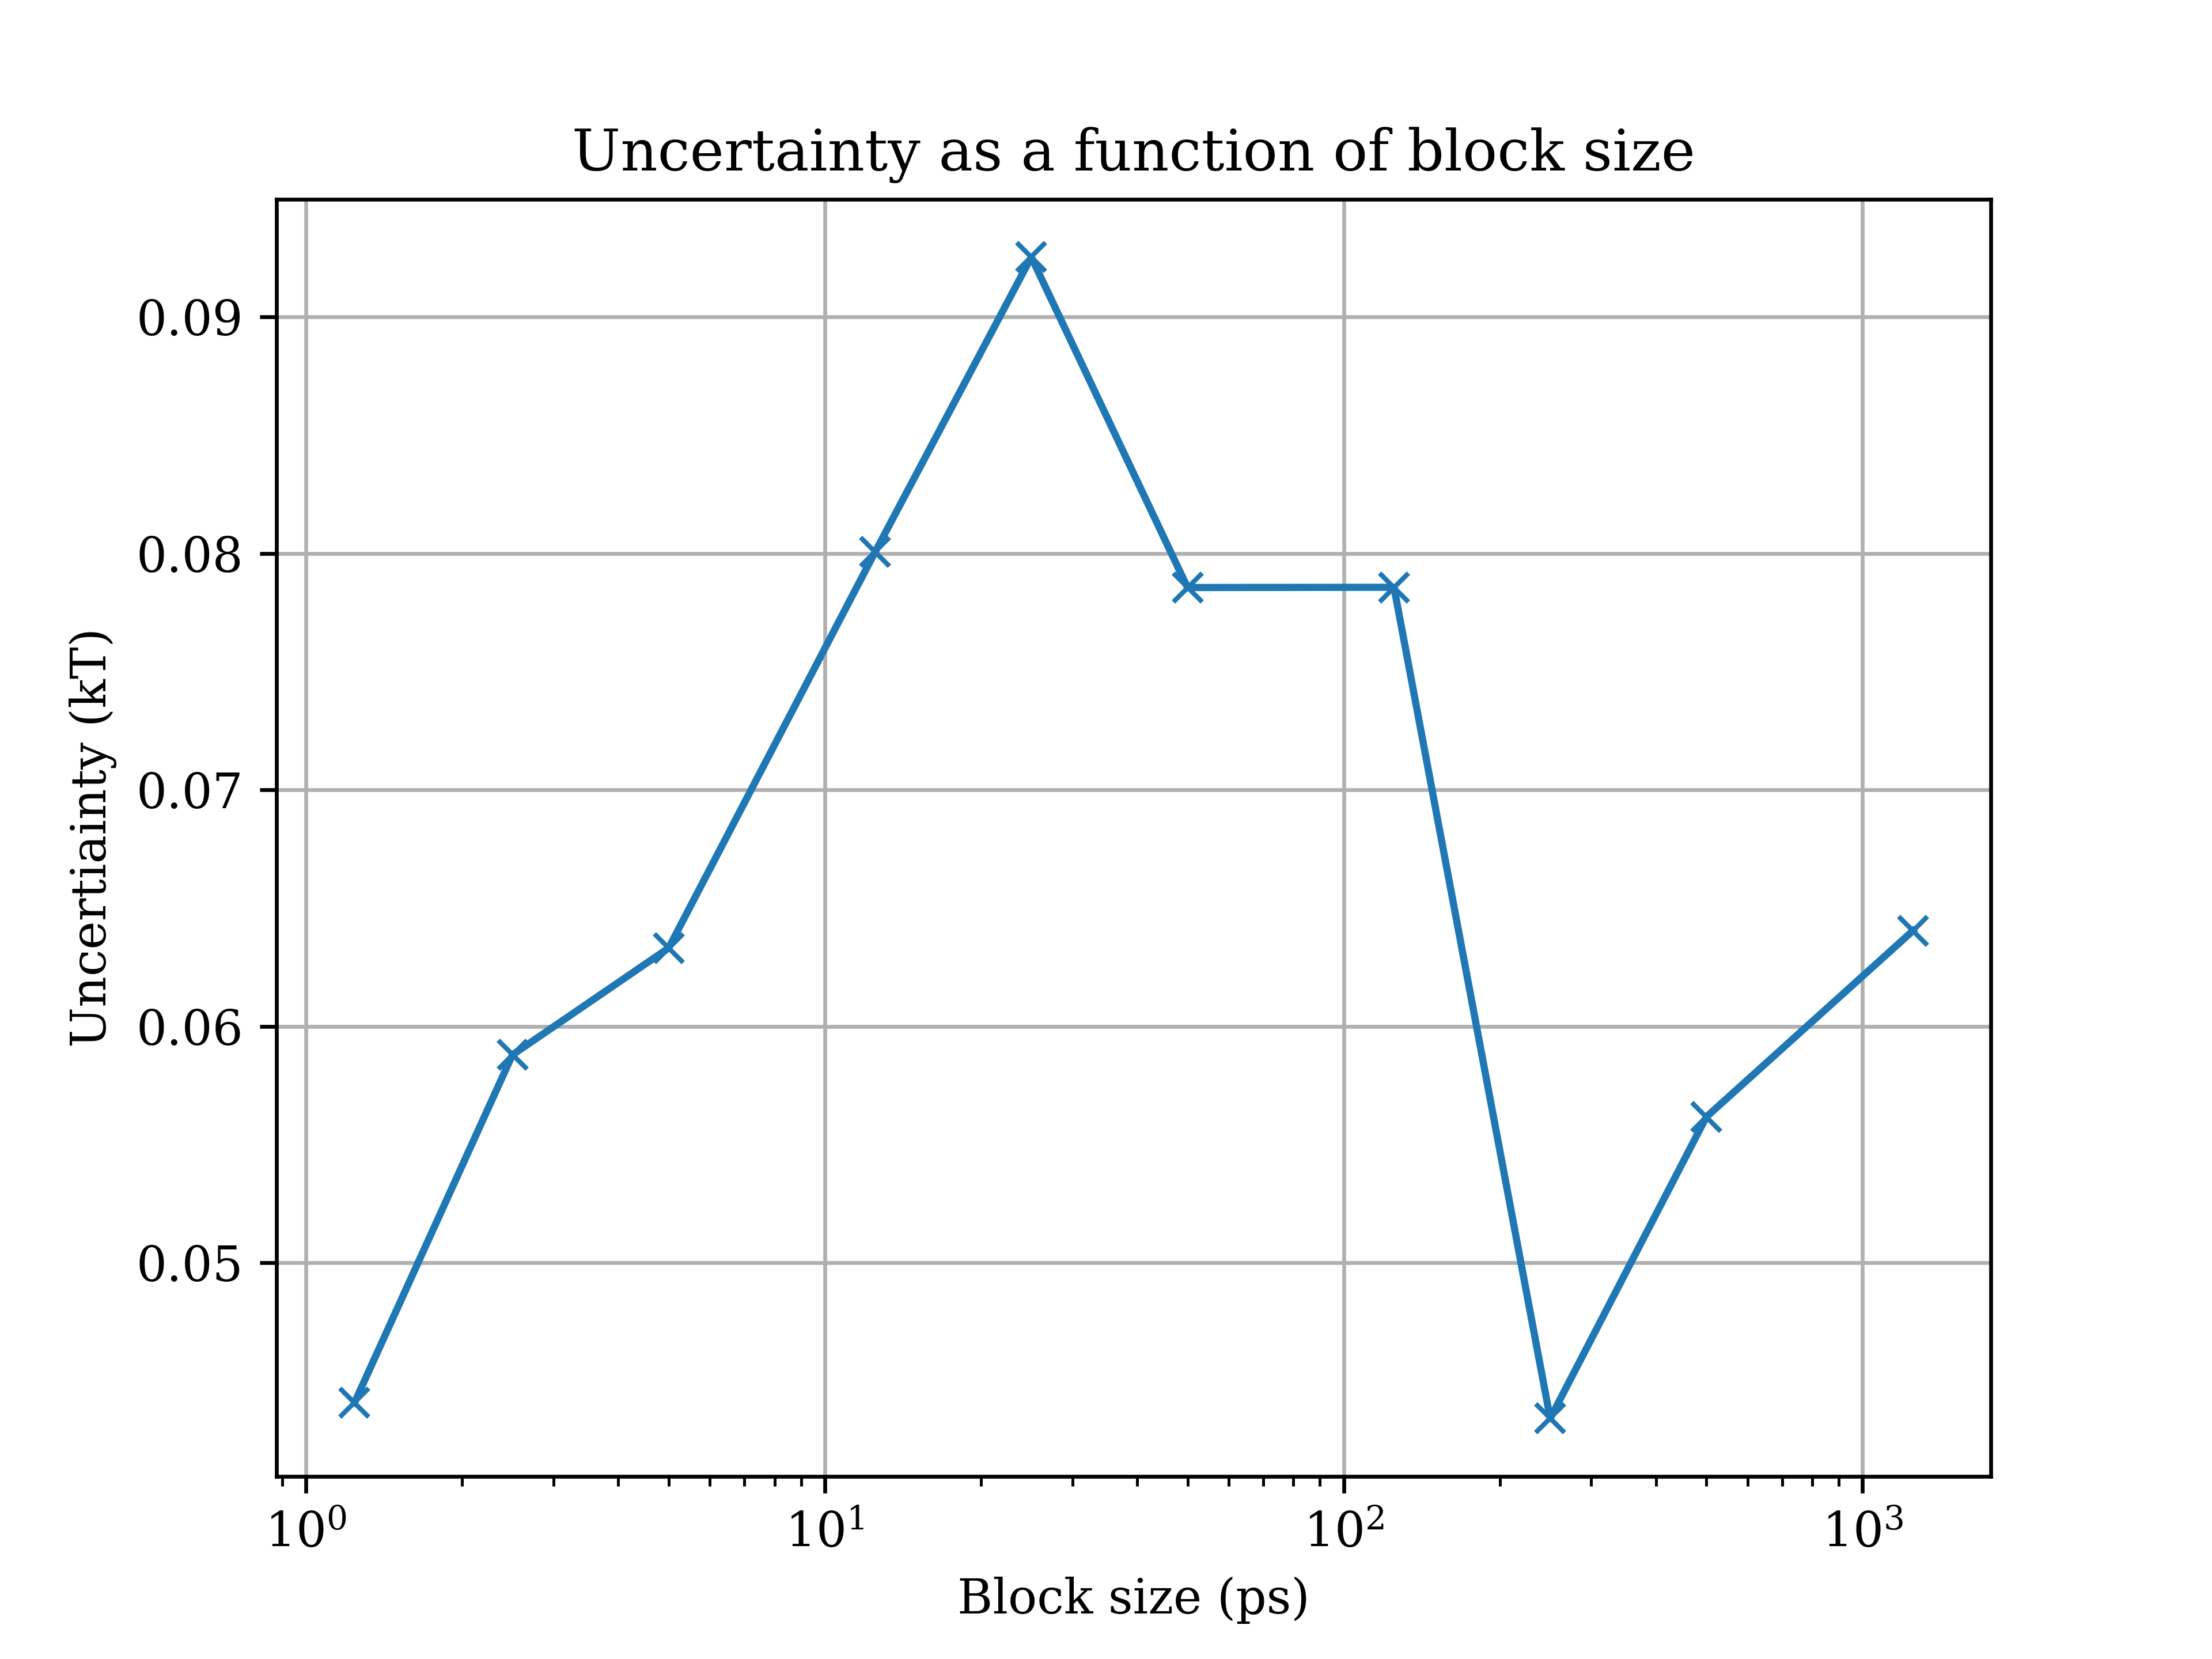 Uncertainty as a function of block size
Uncertiainty (kT)
0.09
0.08
0.07
0.06
0.05
10⁰ 10¹ 10² 10³
Block size (ps)